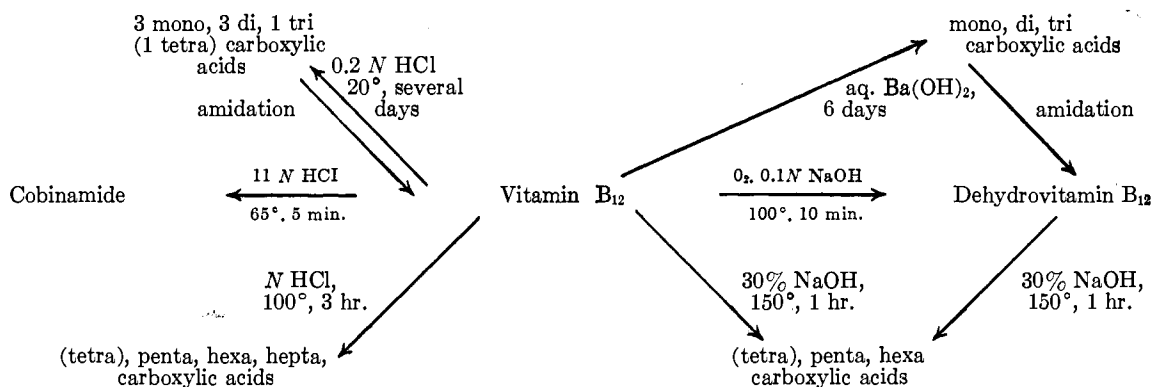 3 mono, 3 di, 1 tri
(1 tetra) carboxylic
acids
0.2 N HCl
20°, several
days
amidation
mono, di, tri
carboxylic acids
aq. Ba(OH)₂,
6 days
amidation
Cobinamide
11 N HCl
65°, 5 min.
Vitamin B₁₂
O₂, 0.1N NaOH
100°, 10 min.
Dehydrovitamin B₁₂
N HCl,
100°, 3 hr.
30% NaOH,
150°, 1 hr.
30% NaOH,
150°, 1 hr.
(tetra), penta, hexa, hepta,
carboxylic acids
(tetra), penta, hexa
carboxylic acids